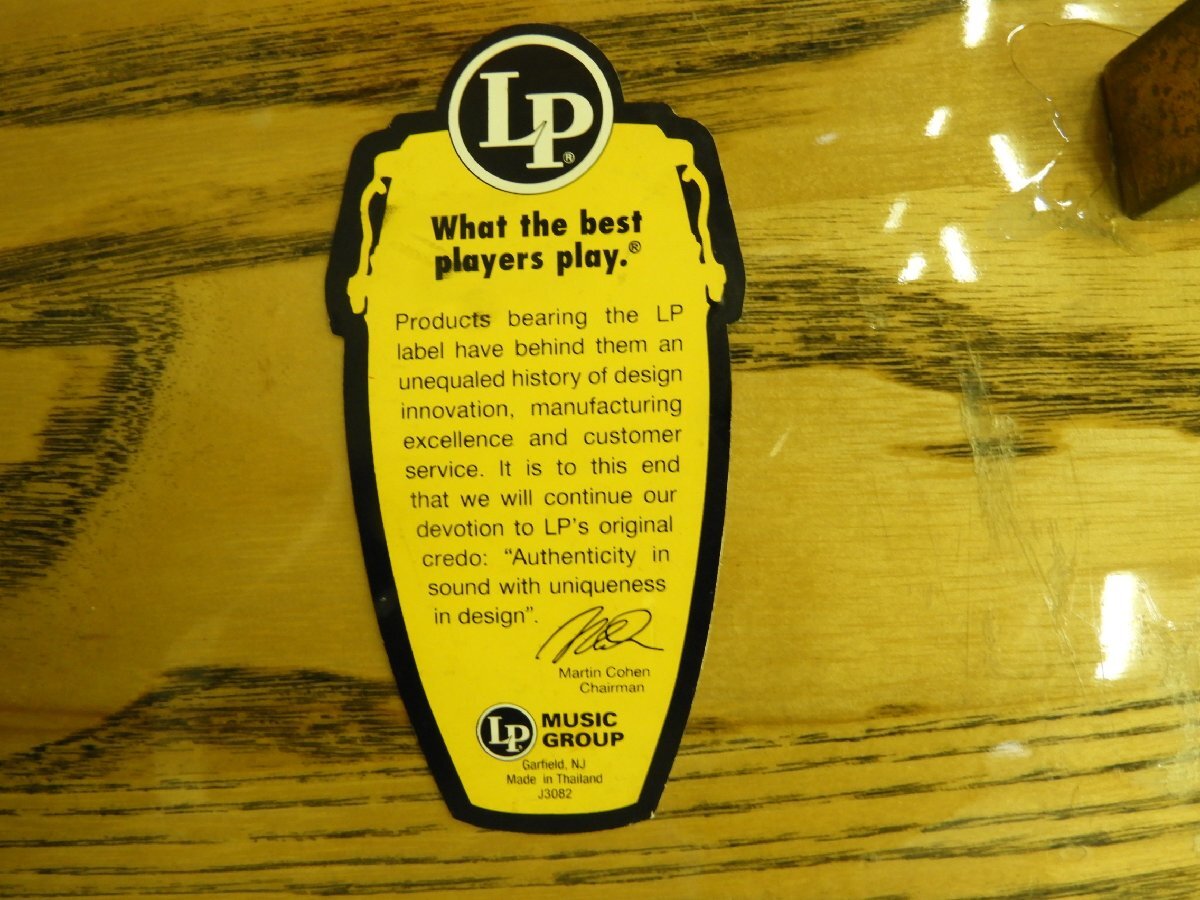 LP®
What the best
players play.®
Products bearing the LP
label have behind them an
unequaled history of design
innovation, manufacturing
excellence and customer
service. It is to this end
that we will continue our
devotion to LP's original
credo: “Authenticity in
sound with uniqueness
in design”.
Martin Cohen
Chairman
LP® MUSIC
GROUP
Garfield, NJ
Made in Thailand
J3082